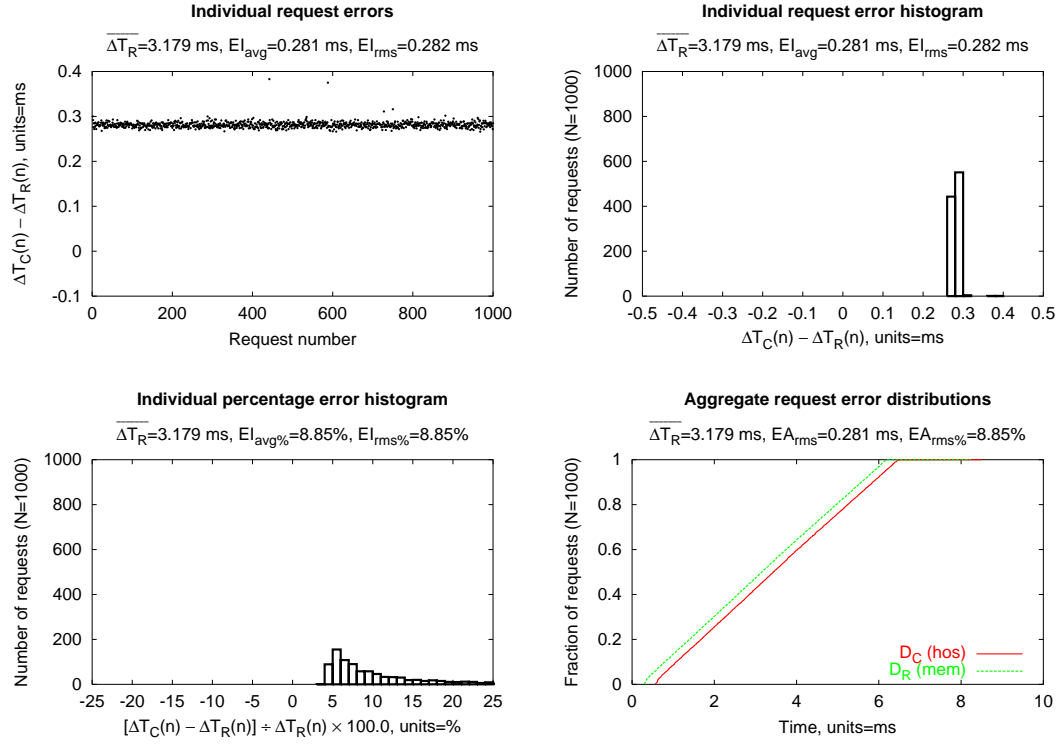 Individual request errors
ΔT_R=3.179 ms, EI_avg=0.281 ms, EI_rms=0.282 ms
0.4
0.3
0.2
0.1
0
-0.1
0 200 400 600 800 1000
Request number
ΔT_C(n) − ΔT_R(n), units=ms
Individual request error histogram
ΔT_R=3.179 ms, EI_avg=0.281 ms, EI_rms=0.282 ms
1000
800
600
400
200
0
-0.5 -0.4 -0.3 -0.2 -0.1 0 0.1 0.2 0.3 0.4 0.5
ΔT_C(n) − ΔT_R(n), units=ms
Number of requests (N=1000)
Individual percentage error histogram
ΔT_R=3.179 ms, EI_avg%=8.85%, EI_rms%=8.85%
1000
800
600
400
200
0
-25 -20 -15 -10 -5 0 5 10 15 20 25
[ΔT_C(n) − ΔT_R(n)] ÷ ΔT_R(n) × 100.0, units=%
Number of requests (N=1000)
Aggregate request error distributions
ΔT_R=3.179 ms, EA_rms=0.281 ms, EA_rms%=8.85%
1
0.8
0.6
0.4
0.2
0
0 2 4 6 8 10
Time, units=ms
Fraction of requests (N=1000)
D_C (hos)
D_R (mem)